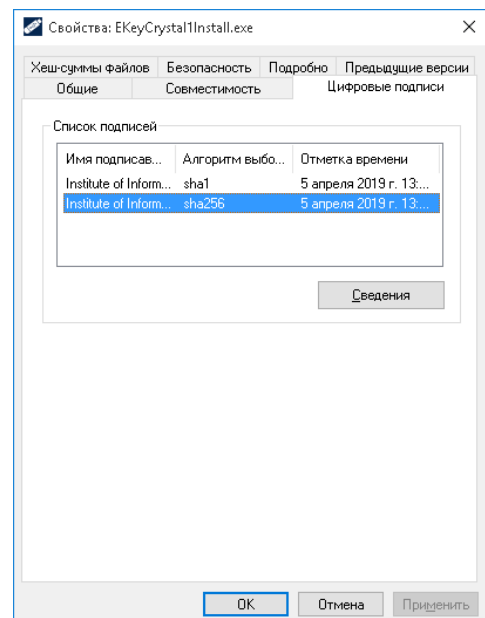 Свойства: EKeyCrystal1Install.exe
Хеш-суммы файлов Безопасность Подробно Предыдущие версии
Общие Совместимость Цифровые подписи
Список подписей
Имя подписав... Алгоритм выбо... Отметка времени
Institute of Inform... sha1 5 апреля 2019 г. 13:...
Institute of Inform... sha256 5 апреля 2019 г. 13:...
Сведения
ОК Отмена Применить